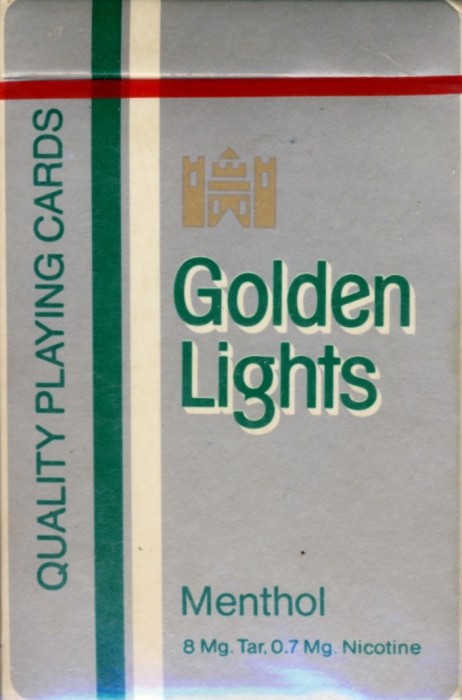 QUALITY PLAYING CARDS
Golden
Lights
Menthol
8 Mg. Tar, 0.7 Mg. Nicotine